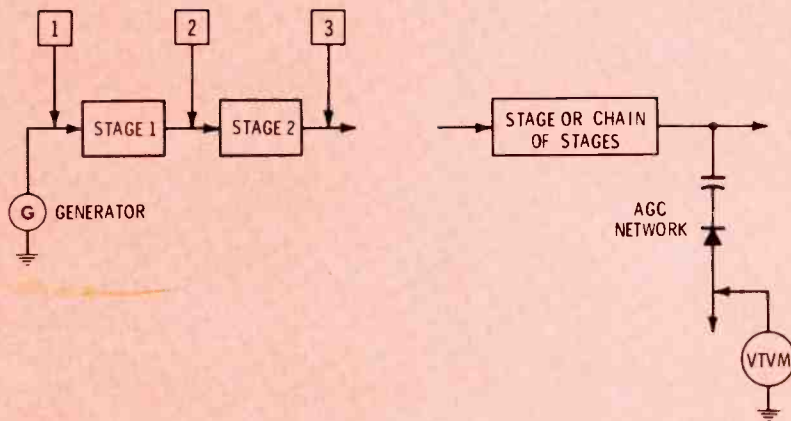 1
2
3
STAGE 1
STAGE 2
G
GENERATOR
STAGE OR CHAIN
OF STAGES
AGC
NETWORK
VTVM